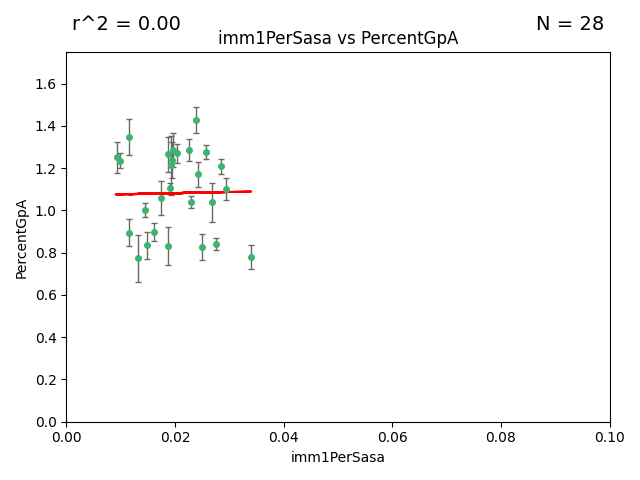 r^2 = 0.00
N = 28
imm1PerSasa vs PercentGpA
PercentGpA
1.6
1.4
1.2
1.0
0.8
0.6
0.4
0.2
0.0
0.00 0.02 0.04 0.06 0.08 0.10
imm1PerSasa